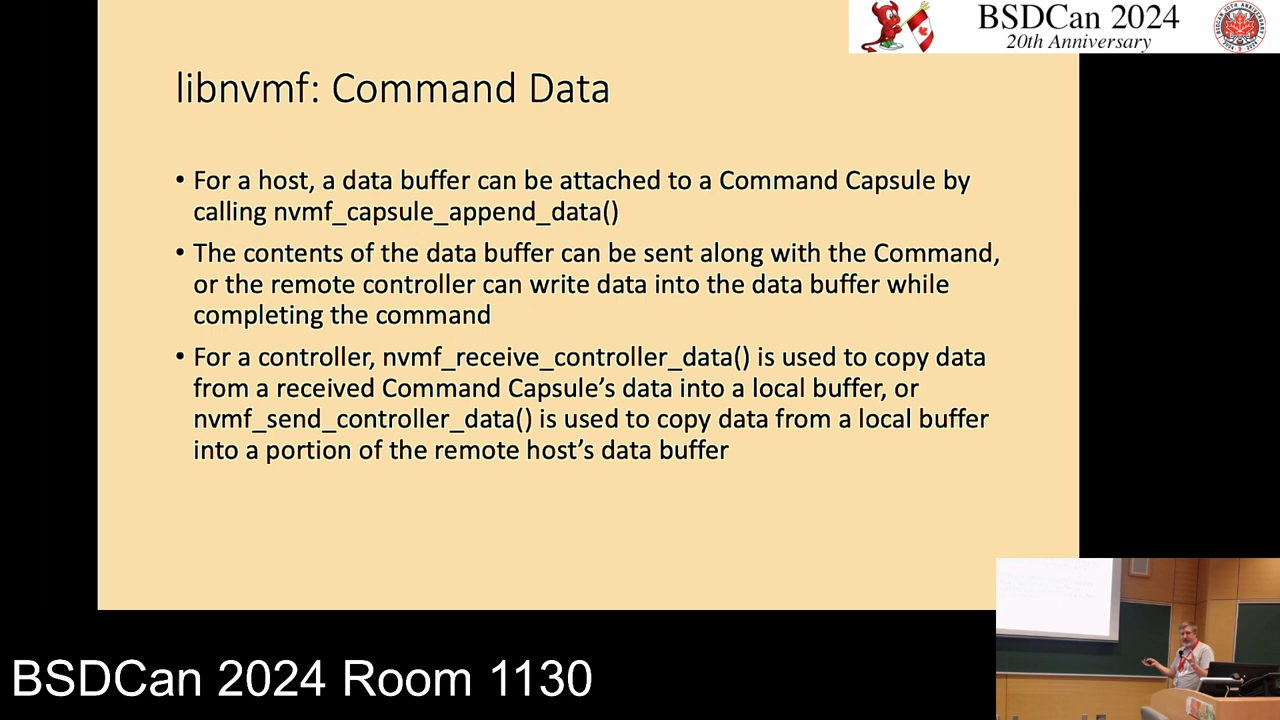 BSDCan 2024
20th Anniversary
libnvmf: Command Data
• For a host, a data buffer can be attached to a Command Capsule by
calling nvmf_capsule_append_data()
• The contents of the data buffer can be sent along with the Command,
or the remote controller can write data into the data buffer while
completing the command
• For a controller, nvmf_receive_controller_data() is used to copy data
from a received Command Capsule’s data into a local buffer, or
nvmf_send_controller_data() is used to copy data from a local buffer
into a portion of the remote host’s data buffer
BSDCan 2024 Room 1130